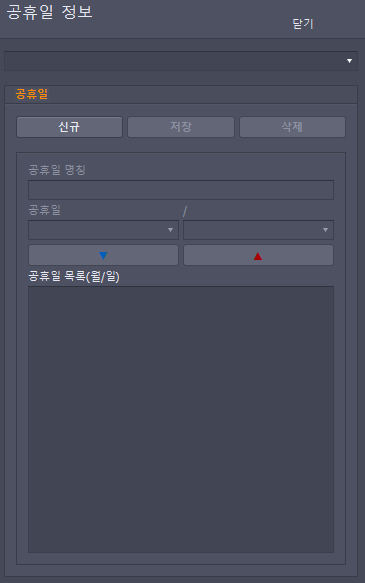 공휴일 정보
닫기
공휴일
신규 저장 삭제
공휴일 명칭
공휴일 /
공휴일 목록(월/일)